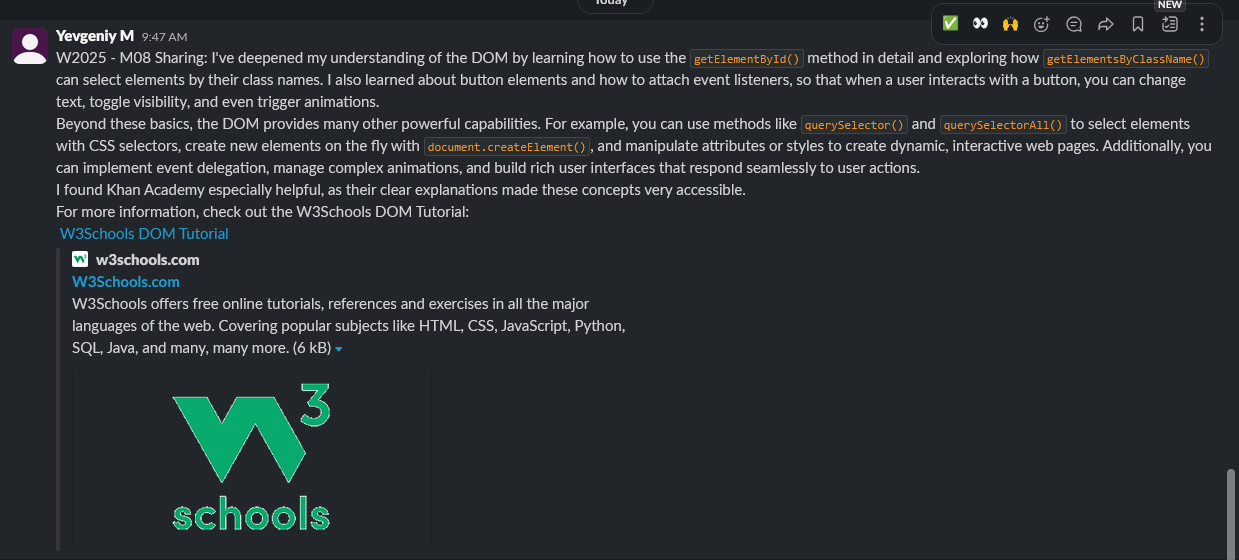 Today
NEW
Yevgeniy M 9:47 AM
W2025 - M08 Sharing: I've deepened my understanding of the DOM by learning how to use the getElementById() method in detail and exploring how getElementsByClassName()
can select elements by their class names. I also learned about button elements and how to attach event listeners, so that when a user interacts with a button, you can change
text, toggle visibility, and even trigger animations.
Beyond these basics, the DOM provides many other powerful capabilities. For example, you can use methods like querySelector() and querySelectorAll() to select elements
with CSS selectors, create new elements on the fly with document.createElement(), and manipulate attributes or styles to create dynamic, interactive web pages. Additionally, you
can implement event delegation, manage complex animations, and build rich user interfaces that respond seamlessly to user actions.
I found Khan Academy especially helpful, as their clear explanations made these concepts very accessible.
For more information, check out the W3Schools DOM Tutorial:
W3Schools DOM Tutorial
w3schools.com
W3Schools.com
W3Schools offers free online tutorials, references and exercises in all the major
languages of the web. Covering popular subjects like HTML, CSS, JavaScript, Python,
SQL, Java, and many, many more. (6 kB)
W3
schools